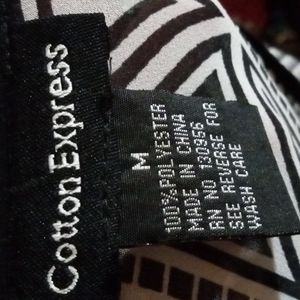 Cotton Express
M
100% POLYESTER
MADE IN CHINA
RN NO 130956
SEE REVERSE FOR
WASH CARE